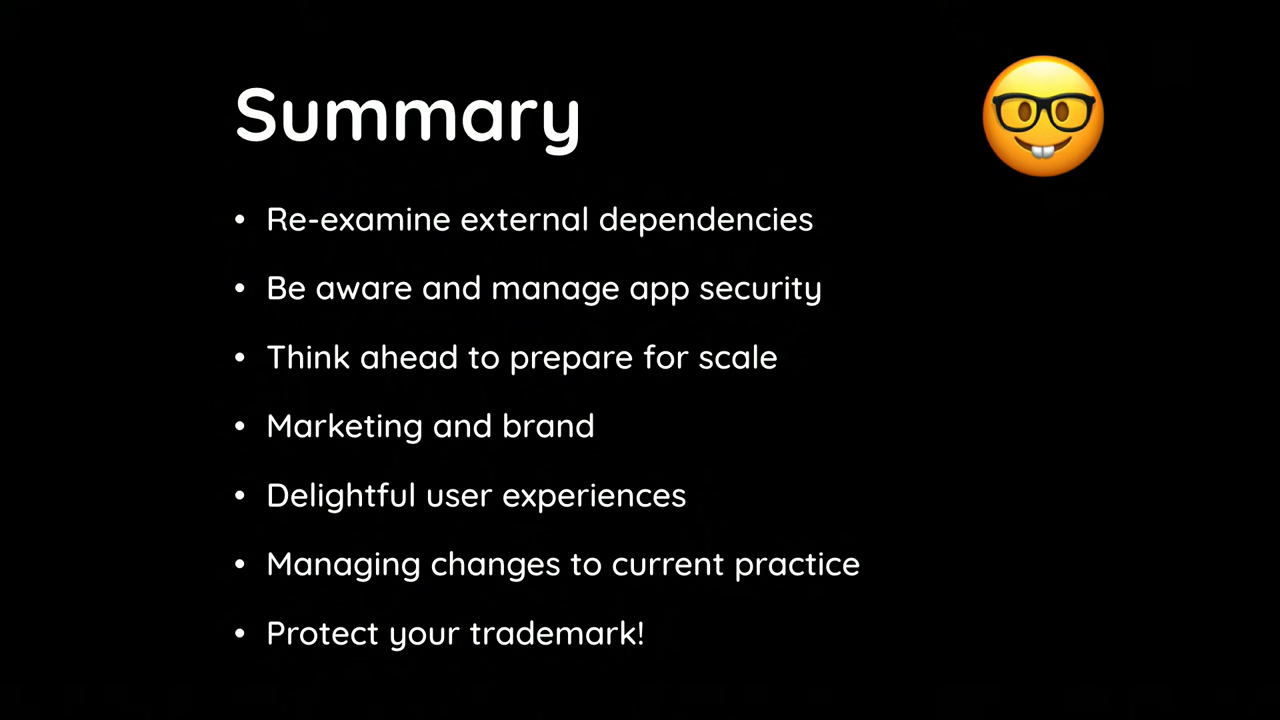 Summary
• Re-examine external dependencies
• Be aware and manage app security
• Think ahead to prepare for scale
• Marketing and brand
• Delightful user experiences
• Managing changes to current practice
• Protect your trademark!